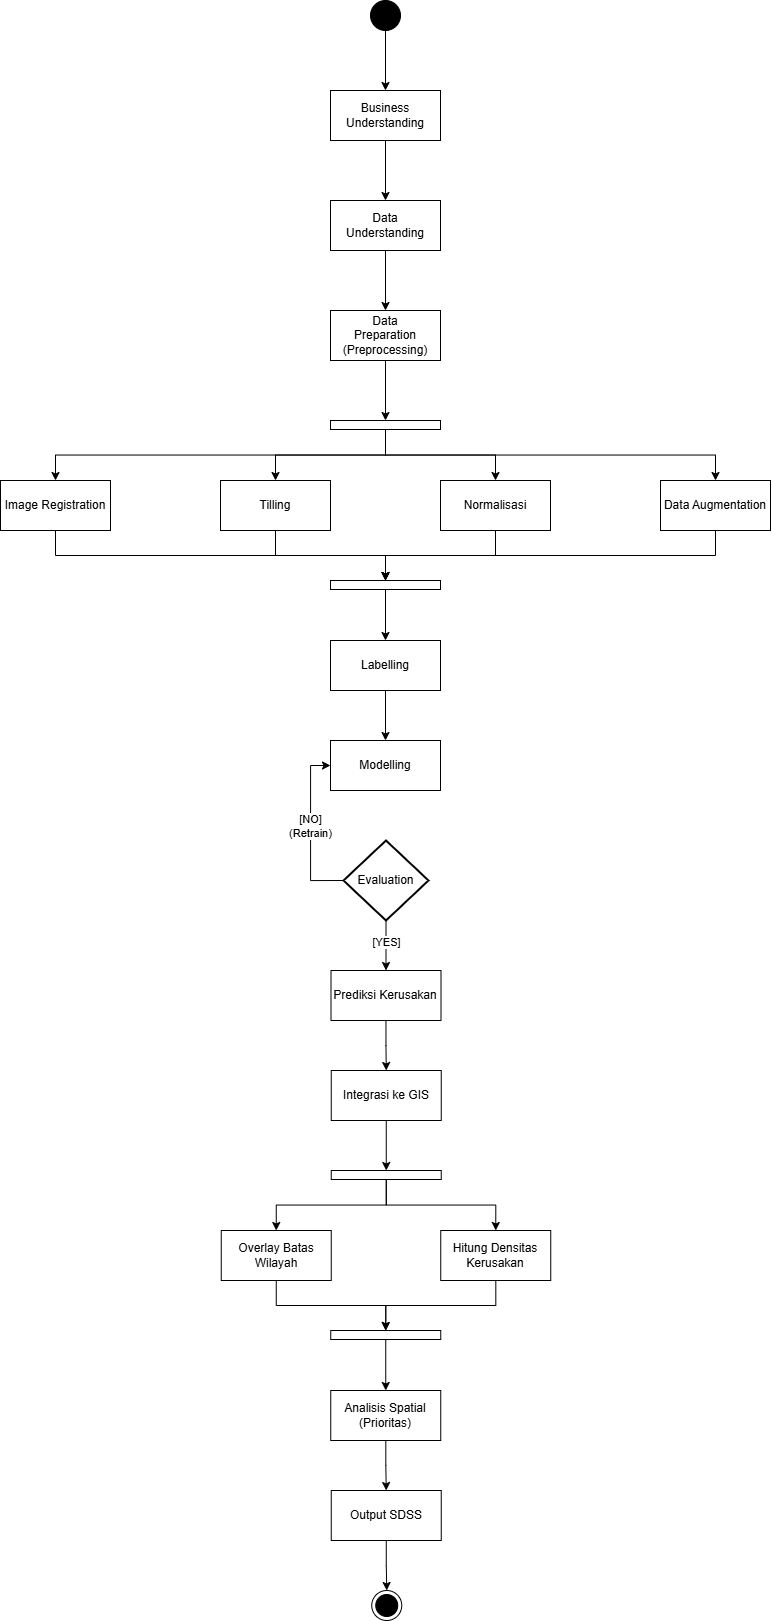 Business
Understanding
Data
Understanding
Data
Preparation
(Preprocessing)
Image Registration
Tilling
Normalisasi
Data Augmentation
Labelling
Modelling
[NO]
(Retrain)
Evaluation
[YES]
Prediksi Kerusakan
Integrasi ke GIS
Overlay Batas
Wilayah
Hitung Densitas
Kerusakan
Analisis Spatial
(Prioritas)
Output SDSS